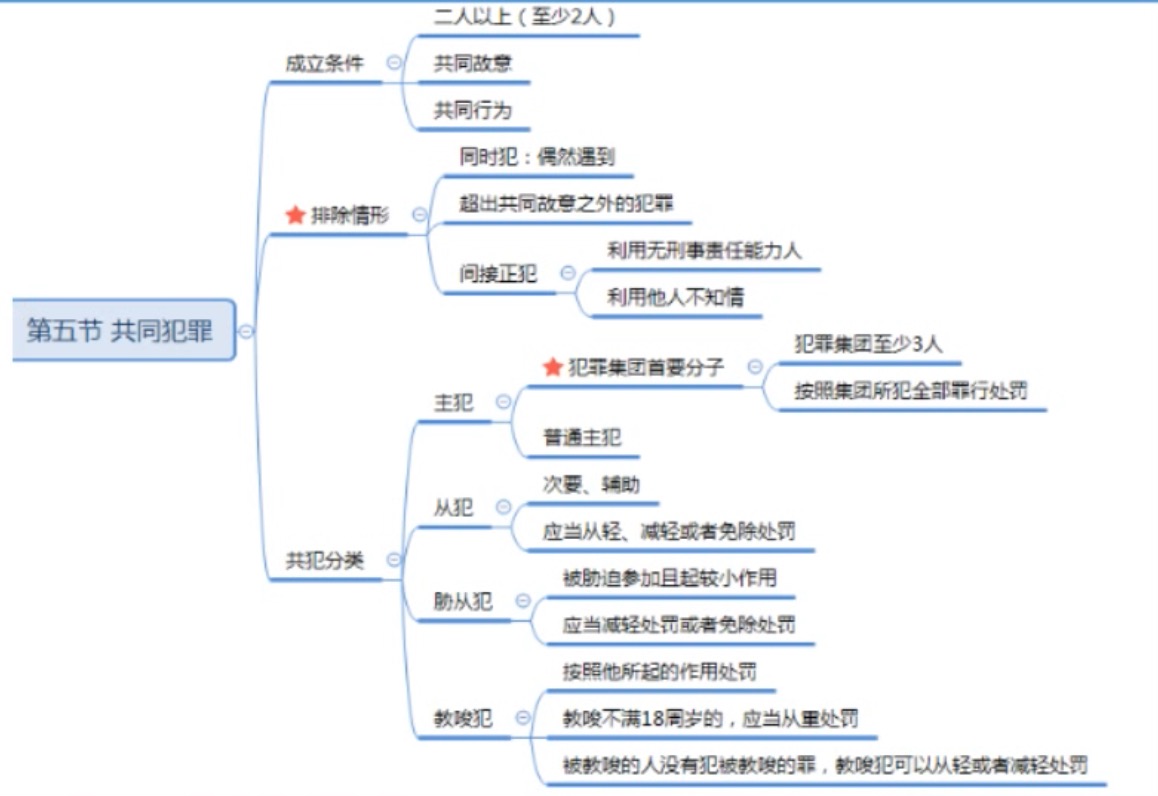 第五节 共同犯罪
成立条件
二人以上（至少2人）
共同故意
共同行为
排除情形
同时犯：偶然遇到
超出共同故意之外的犯罪
间接正犯
利用无刑事责任能力人
利用他人不知情
共犯分类
主犯
犯罪集团首要分子
犯罪集团至少3人
按照集团所犯全部罪行处罚
普通主犯
从犯
次要、辅助
应当从轻、减轻或者免除处罚
胁从犯
被胁迫参加且起较小作用
应当减轻处罚或者免除处罚
教唆犯
按照他所起的作用处罚
教唆不满18周岁的，应当从重处罚
被教唆的人没有犯被教唆的罪，教唆犯可以从轻或者减轻处罚